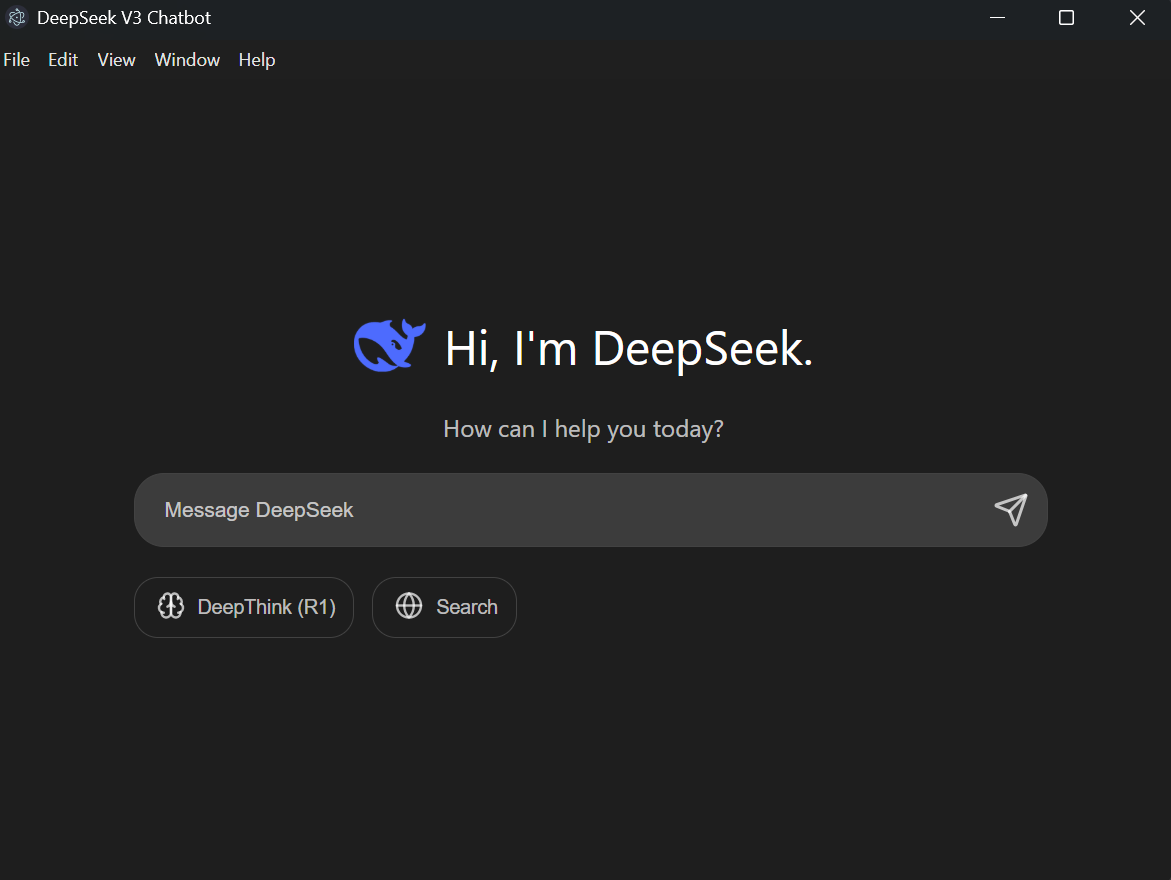 DeepSeek V3 Chatbot
File Edit View Window Help
Hi, I'm DeepSeek.
How can I help you today?
Message DeepSeek
DeepThink (R1) Search